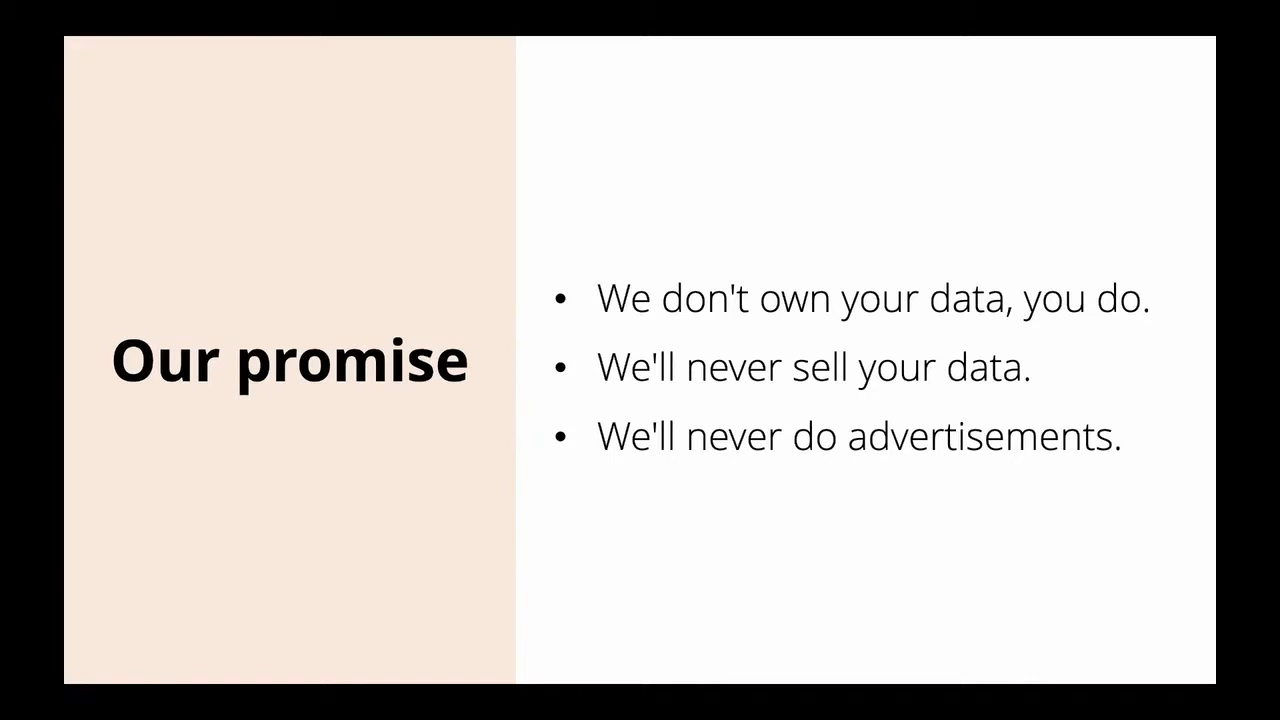 Our promise
• We don't own your data, you do.
• We'll never sell your data.
• We'll never do advertisements.